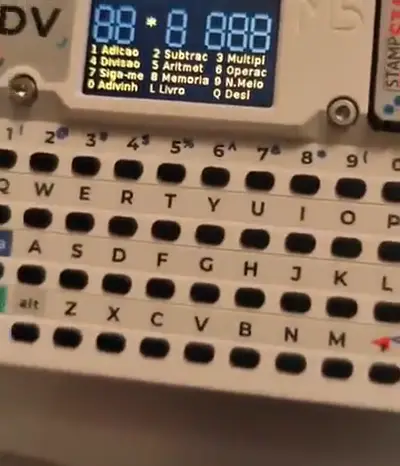 DV
88 * 8 888
1 Adicao 2 Subtrac 3 Multipl
4 Divisao 5 Aritmet 6 Operac
7 Siga-me 8 Memoria 9 N.Meio
0 Adivinh L Livro Q Desl
STAMP
1 ! 2 @ 3 # 4 $ 5 % 6 ^ 7 & 8 * 9 (
Q W E R T Y U I O P
A S D F G H J K L
alt Z X C V B N M